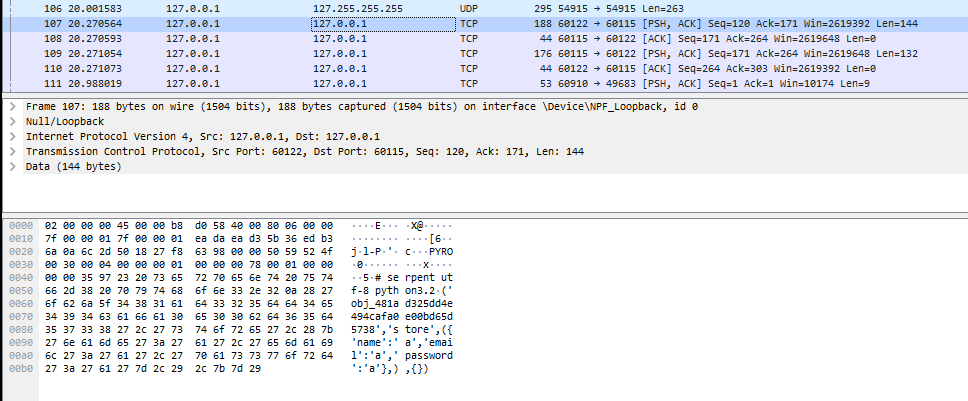 106 20.001583 127.0.0.1 127.255.255.255 UDP 295 54915 → 54915 Len=263
107 20.270564 127.0.0.1 127.0.0.1 TCP 188 60122 → 60115 [PSH, ACK] Seq=120 Ack=171 Win=2619392 Len=144
108 20.270593 127.0.0.1 127.0.0.1 TCP 44 60115 → 60122 [ACK] Seq=171 Ack=264 Win=2619648 Len=0
109 20.271054 127.0.0.1 127.0.0.1 TCP 176 60115 → 60122 [PSH, ACK] Seq=171 Ack=264 Win=2619648 Len=132
110 20.271073 127.0.0.1 127.0.0.1 TCP 44 60122 → 60115 [ACK] Seq=264 Ack=303 Win=2619392 Len=0
111 20.988019 127.0.0.1 127.0.0.1 TCP 53 60910 → 49683 [PSH, ACK] Seq=1 Ack=1 Win=10174 Len=9
Frame 107: 188 bytes on wire (1504 bits), 188 bytes captured (1504 bits) on interface \Device\NPF_Loopback, id 0
Null/Loopback
Internet Protocol Version 4, Src: 127.0.0.1, Dst: 127.0.0.1
Transmission Control Protocol, Src Port: 60122, Dst Port: 60115, Seq: 120, Ack: 171, Len: 144
Data (144 bytes)
0000 02 00 00 00 45 00 00 b8 d0 58 40 00 80 06 00 00 ····E··· ·X@·····
0010 7f 00 00 01 7f 00 00 01 ea da ea d3 5b 36 ed b3 ········ ····[6··
0020 6a 0a 6c 2d 50 18 27 f8 63 98 00 00 50 59 52 4f j·l-P·'· c···PYRO
0030 00 30 00 04 00 00 00 01 00 00 00 78 00 01 00 00 ·0······ ···x····
0040 00 00 35 97 23 20 73 65 72 70 65 6e 74 20 75 74 ··5·# se rpent ut
0050 66 2d 38 20 70 79 74 68 6f 6e 33 2e 32 0a 28 27 f-8 pyth on3.2·('
0060 6f 62 6a 5f 34 38 31 61 64 33 32 35 64 64 34 65 obj_481a d325dd4e
0070 34 39 34 63 61 66 61 30 65 30 30 62 64 36 35 64 494cafa0 e00bd65d
0080 35 37 33 38 27 2c 27 73 74 6f 72 65 27 2c 28 7b 5738','s tore',({
0090 27 6e 61 6d 65 27 3a 27 61 27 2c 27 65 6d 61 69 'name':' a','emai
00a0 6c 27 3a 27 61 27 2c 27 70 61 73 73 77 6f 72 64 l':'a',' password
00b0 27 3a 27 61 27 7d 2c 29 2c 7b 7d 29 ':'a'},) ,{})